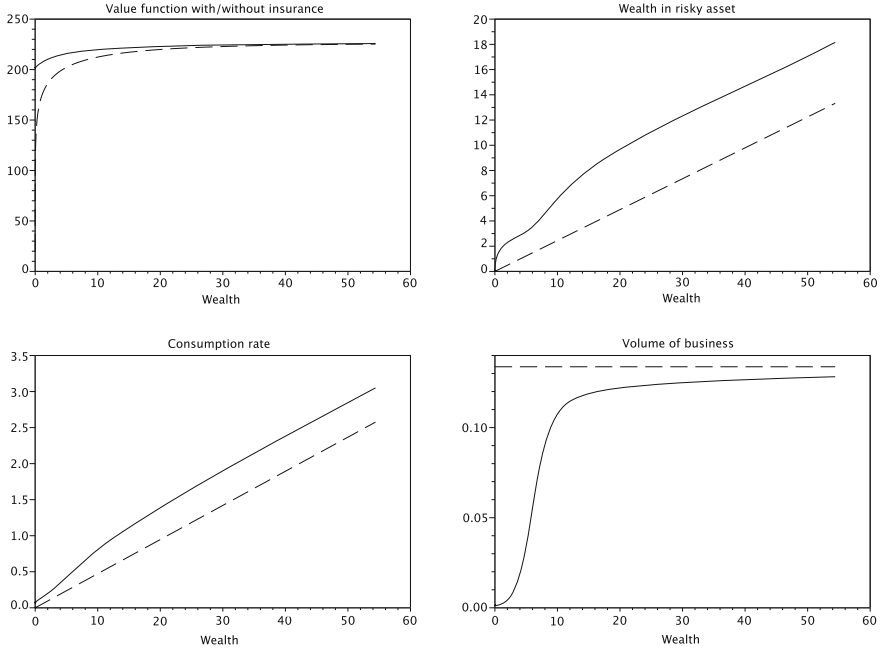 Value function with/without insurance
250
200
150
100
50
0
0 10 20 30 40 50 60
Wealth
Wealth in risky asset
20
18
16
14
12
10
8
6
4
2
0
0 10 20 30 40 50 60
Wealth
Consumption rate
3.5
3.0
2.5
2.0
1.5
1.0
0.5
0.0
0 10 20 30 40 50 60
Wealth
Volume of business
0.10
0.05
0.00
0 10 20 30 40 50 60
Wealth